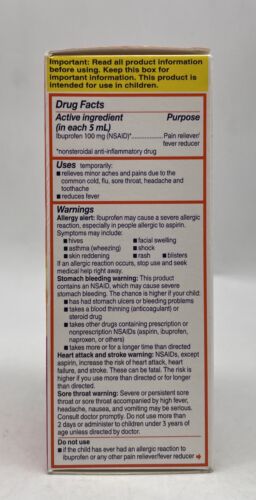 Important: Read all product information
before using. Keep this box for
important information. This product is
intended for use in children.
Drug Facts
Active ingredient Purpose
(in each 5 mL)
Ibuprofen 100 mg (NSAID)*..................Pain reliever/
fever reducer
*nonsteroidal anti-inflammatory drug
Uses temporarily:
■ relieves minor aches and pains due to the
common cold, flu, sore throat, headache and
toothache
■ reduces fever
Warnings
Allergy alert: Ibuprofen may cause a severe allergic
reaction, especially in people allergic to aspirin.
Symptoms may include:
■ hives ■ facial swelling
■ asthma (wheezing) ■ shock
■ skin reddening ■ rash ■ blisters
If an allergic reaction occurs, stop use and seek
medical help right away.
Stomach bleeding warning: This product
contains an NSAID, which may cause severe
stomach bleeding. The chance is higher if your child:
■ has had stomach ulcers or bleeding problems
■ takes a blood thinning (anticoagulant) or
steroid drug
■ takes other drugs containing prescription or
nonprescription NSAIDs (aspirin, ibuprofen,
naproxen, or others)
■ takes more or for a longer time than directed
Heart attack and stroke warning: NSAIDs, except
aspirin, increase the risk of heart attack, heart
failure, and stroke. These can be fatal. The risk is
higher if you use more than directed or for longer
than directed.
Sore throat warning: Severe or persistent sore
throat or sore throat accompanied by high fever,
headache, nausea, and vomiting may be serious.
Consult doctor promptly. Do not use more than
2 days or administer to children under 3 years of
age unless directed by doctor.
Do not use
■ if the child has ever had an allergic reaction to
ibuprofen or any other pain reliever/fever reducer ➔